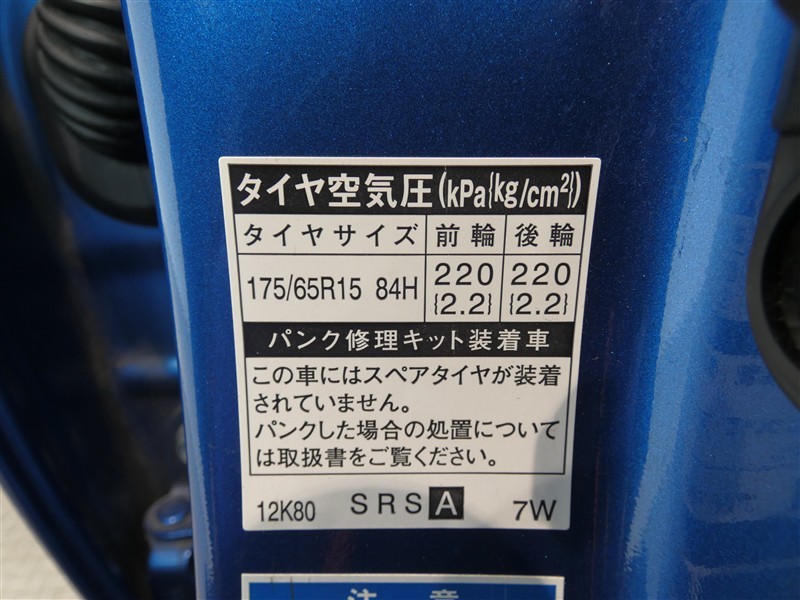 タイヤ空気圧(kPa{kg/cm²})
タイヤサイズ 前輪 後輪
175/65R15 84H 220 220
{2.2} {2.2}
パンク修理キット装着車
この車にはスペアタイヤが装着
されていません。
パンクした場合の処置について
は取扱書をご覧ください。
12K80 SRS A 7W
注意